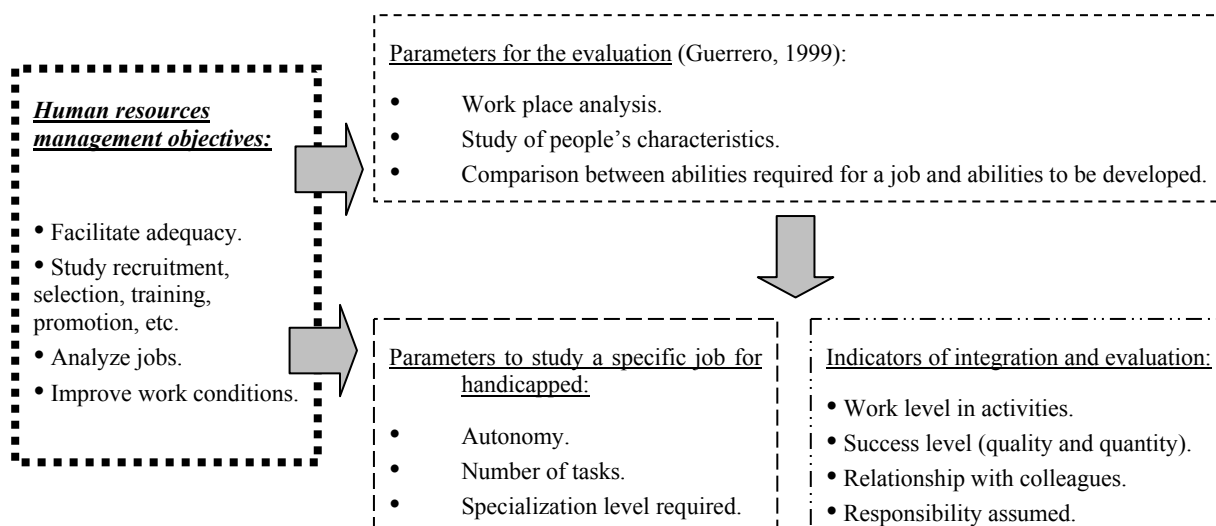 Human resources
management objectives:
• Facilitate adequacy.
• Study recruitment,
selection, training,
promotion, etc.
• Analyze jobs.
• Improve work conditions.
Parameters for the evaluation (Guerrero, 1999):
• Work place analysis.
• Study of people’s characteristics.
• Comparison between abilities required for a job and abilities to be developed.
Parameters to study a specific job for
handicapped:
• Autonomy.
• Number of tasks.
• Specialization level required.
Indicators of integration and evaluation:
• Work level in activities.
• Success level (quality and quantity).
• Relationship with colleagues.
• Responsibility assumed.